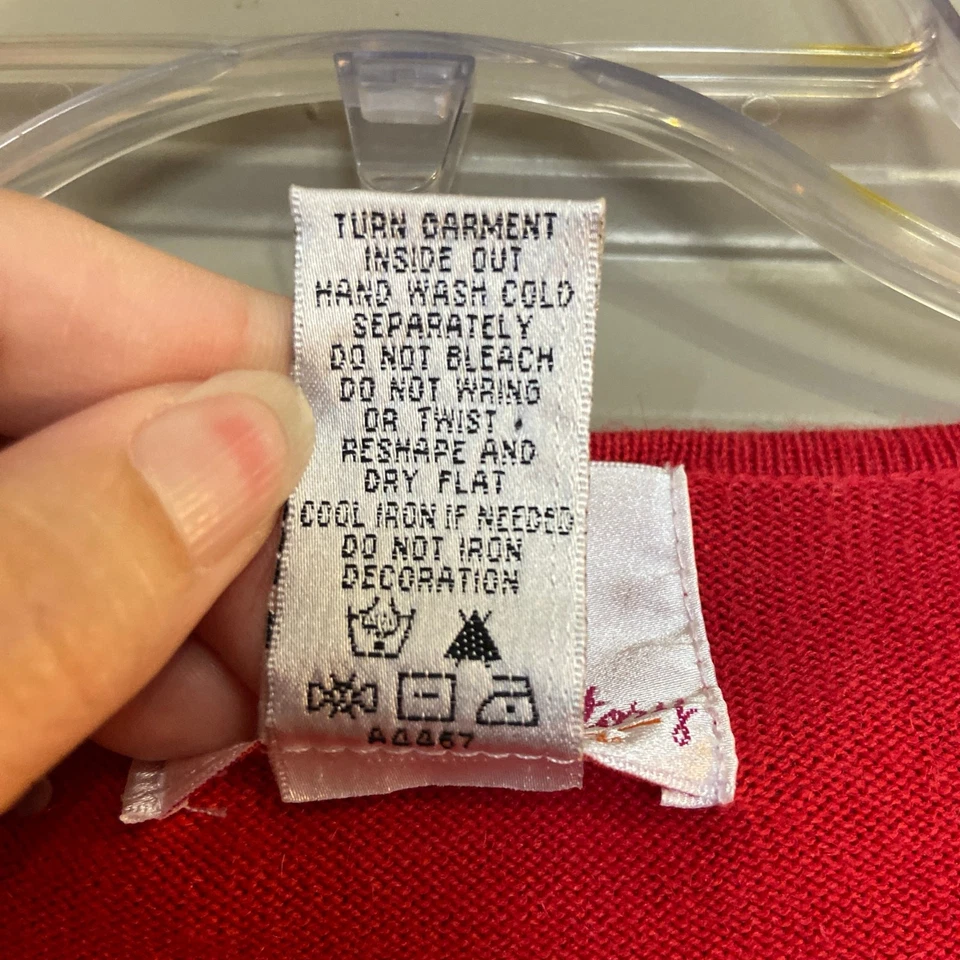 TURN GARMENT
INSIDE OUT
HAND WASH COLD
SEPARATELY
DO NOT BLEACH
DO NOT WRING
OR TWIST.
RESHAPE AND
DRY FLAT
COOL IRON IF NEEDED
DO NOT IRON
DECORATION